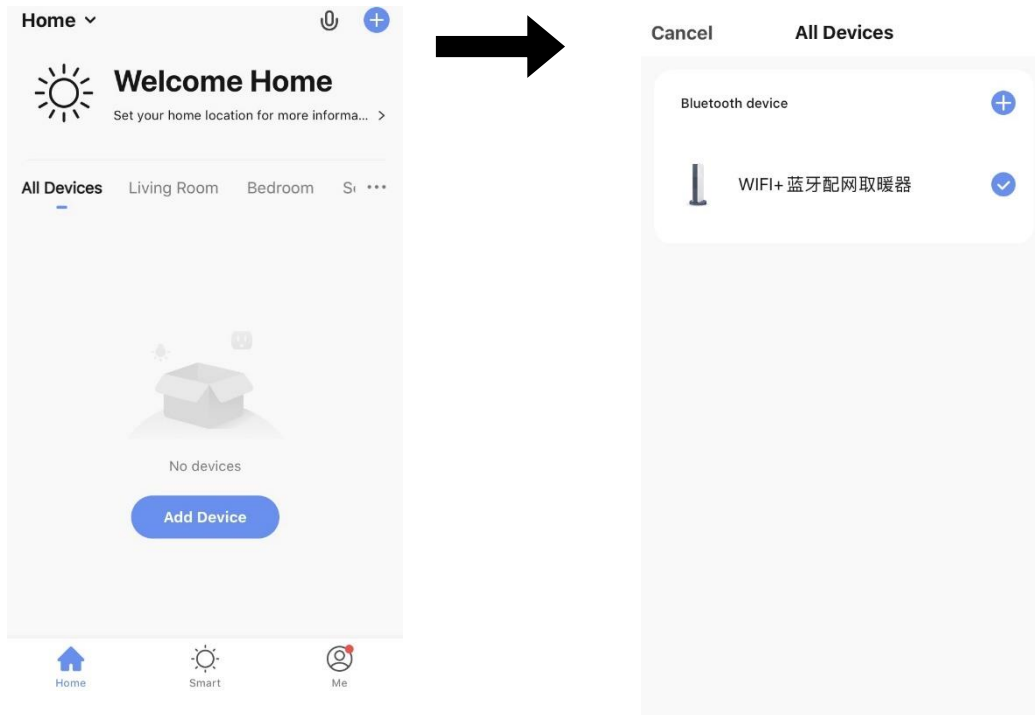 Home
Welcome Home
Set your home location for more informa...
All Devices Living Room Bedroom
No devices
Add Device
Home Smart Me
Cancel All Devices
Bluetooth device
WIFI+蓝牙配网取暖器